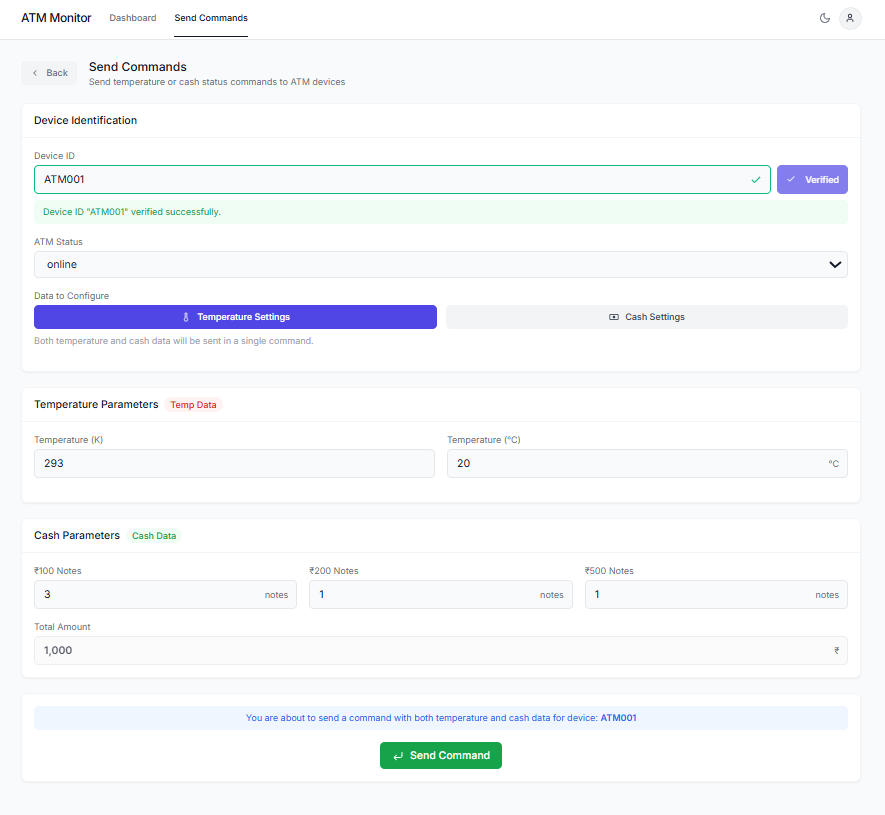 ATM Monitor Dashboard Send Commands
Back
Send Commands
Send temperature or cash status commands to ATM devices
Device Identification
Device ID
ATM001
Verified
Device ID "ATM001" verified successfully.
ATM Status
online
Data to Configure
Temperature Settings Cash Settings
Both temperature and cash data will be sent in a single command.
Temperature Parameters Temp Data
Temperature (K) Temperature (°C)
293 20 °C
Cash Parameters Cash Data
₹100 Notes ₹200 Notes ₹500 Notes
3 notes 1 notes 1 notes
Total Amount
1,000 ₹
You are about to send a command with both temperature and cash data for device: ATM001
Send Command